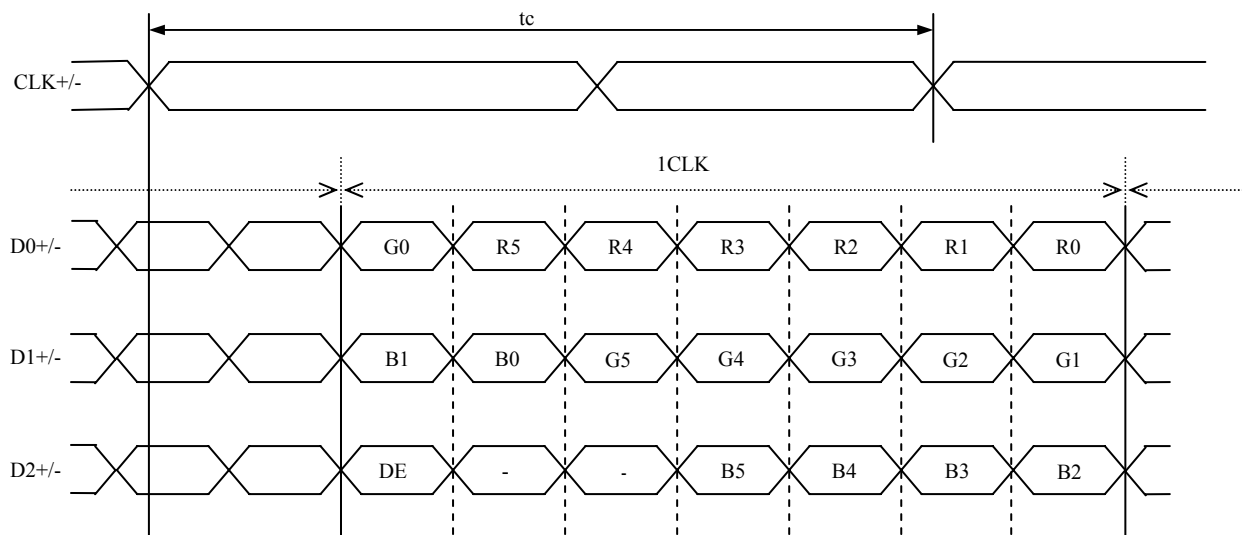 tc
CLK+/-
1CLK
D0+/- G0 R5 R4 R3 R2 R1 R0
D1+/- B1 B0 G5 G4 G3 G2 G1
D2+/- DE - - B5 B4 B3 B2